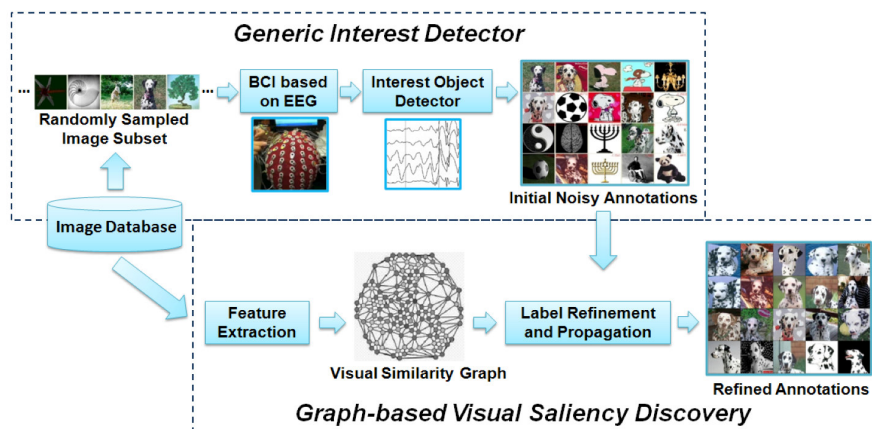 Generic Interest Detector
... ...
Randomly Sampled
Image Subset
BCI based
on EEG
Interest Object
Detector
Initial Noisy Annotations
Image Database
Feature
Extraction
Visual Similarity Graph
Label Refinement
and Propagation
Refined Annotations
Graph-based Visual Saliency Discovery